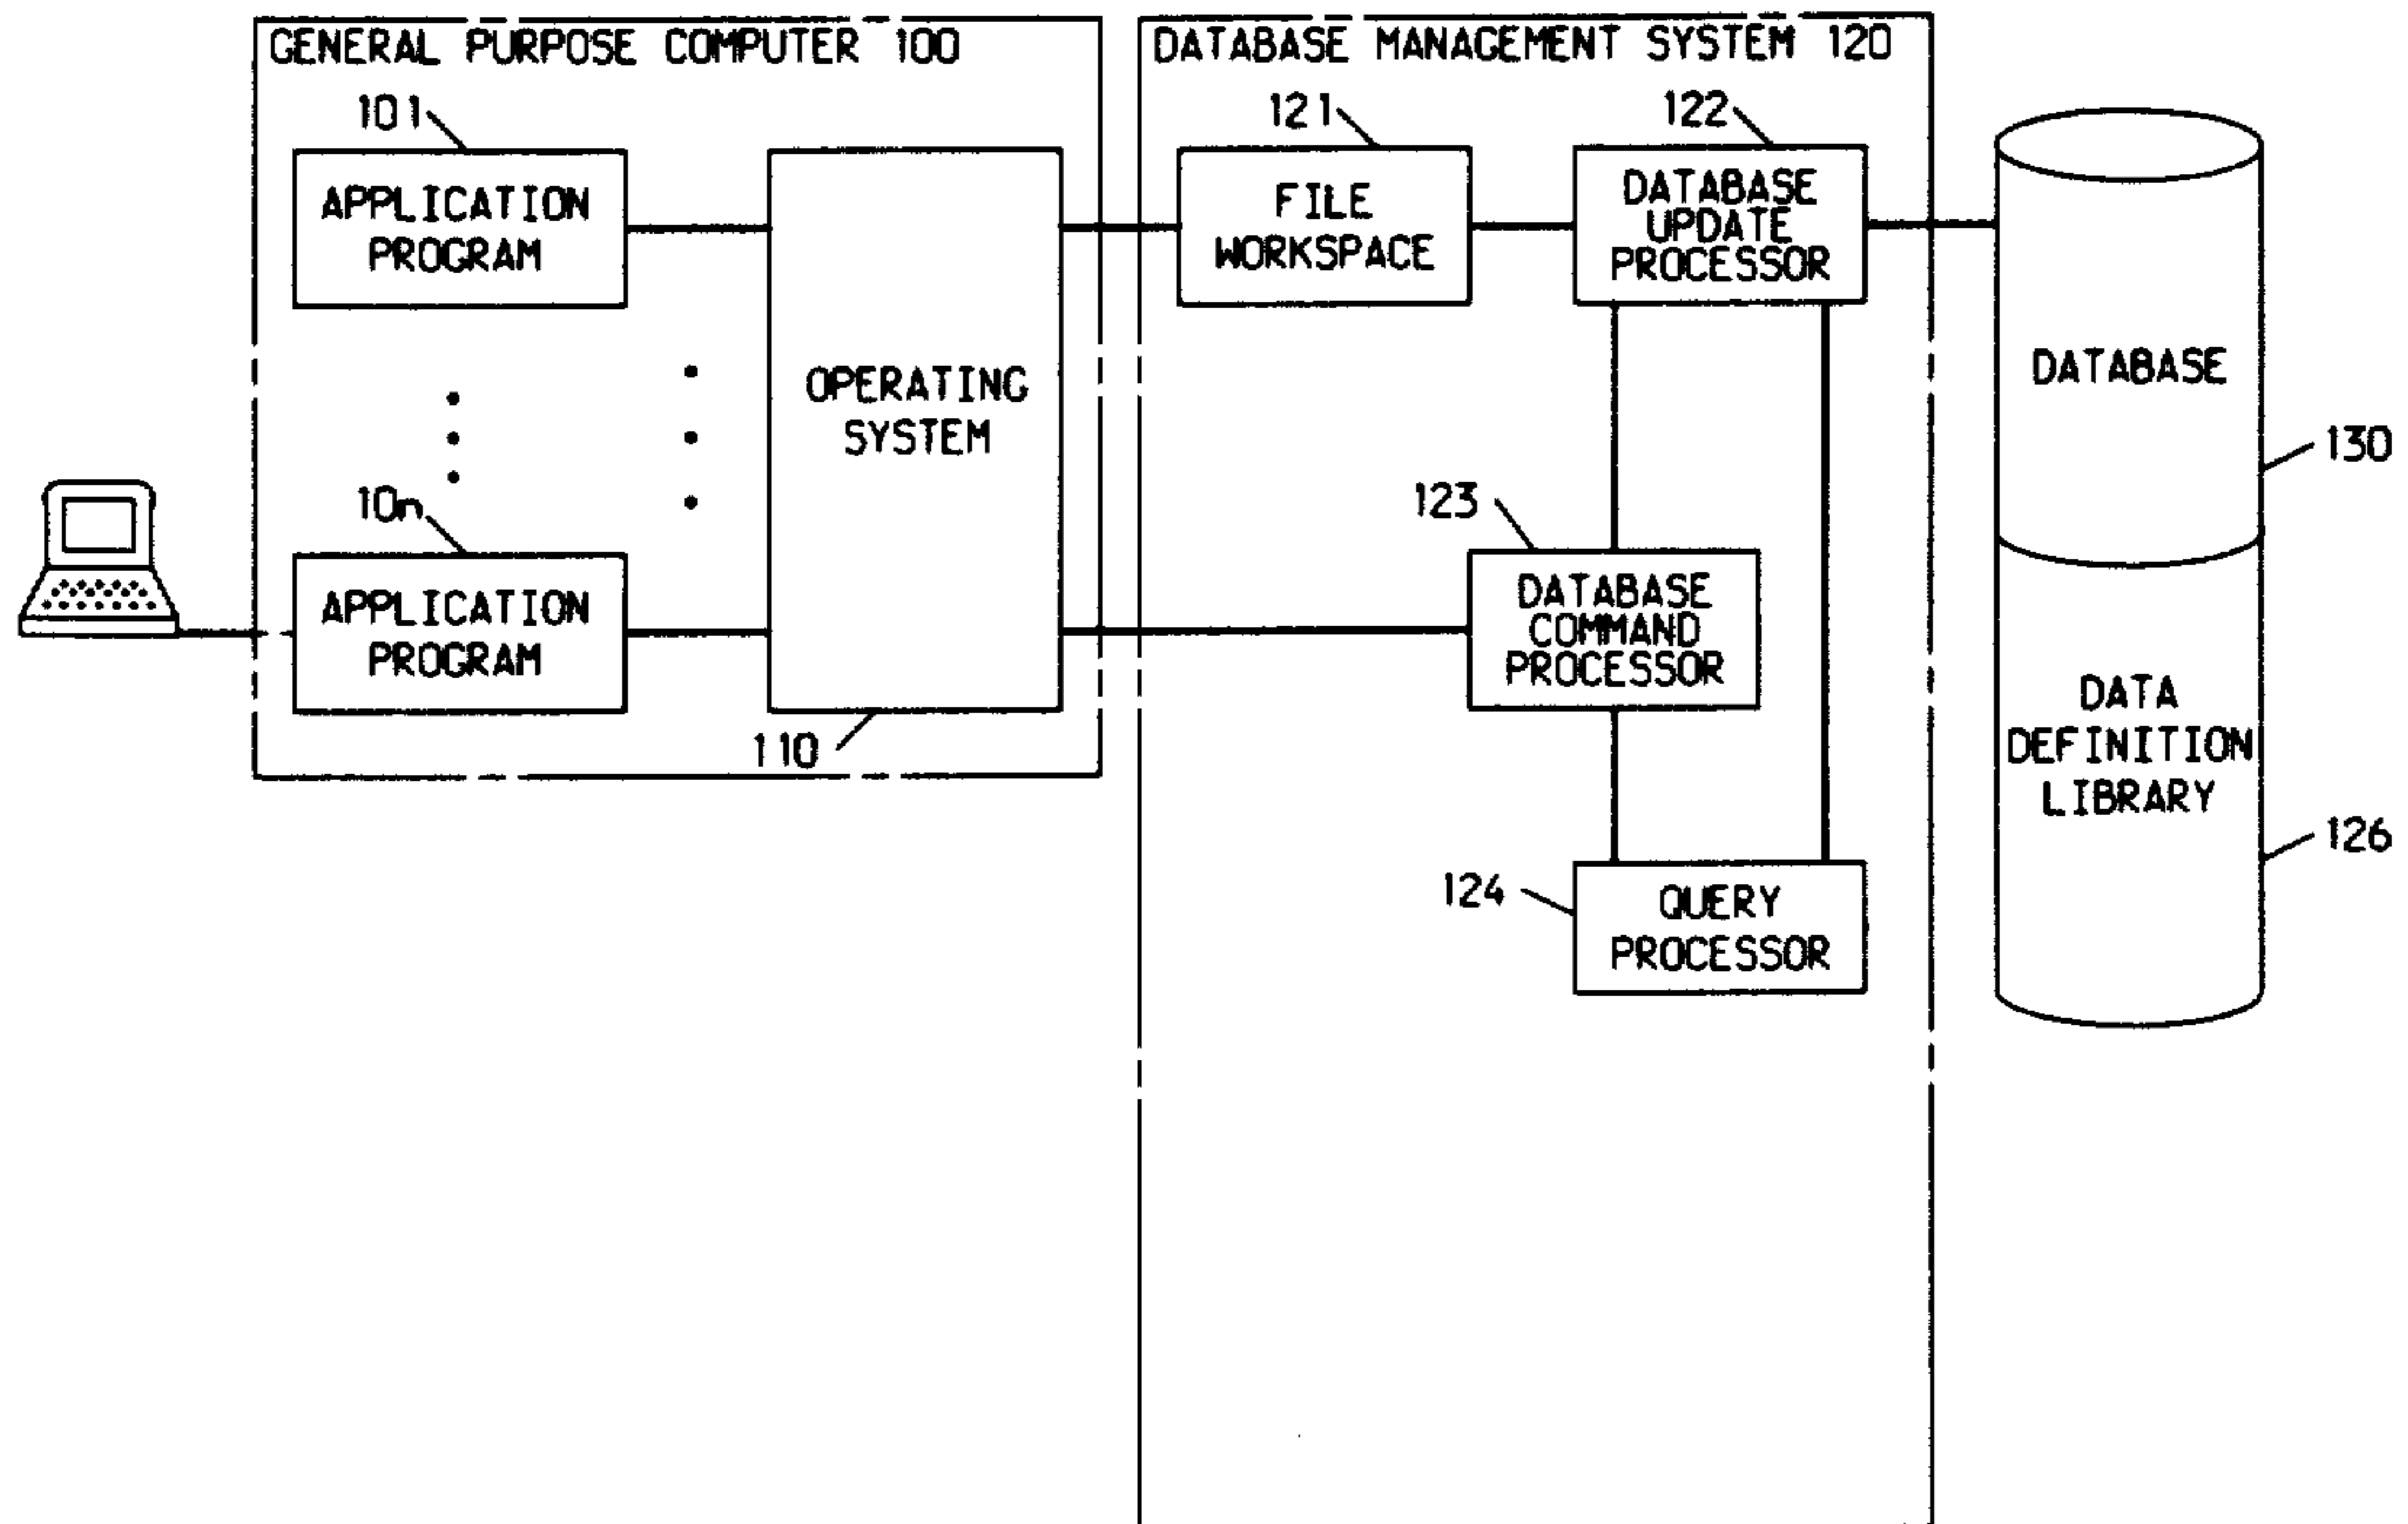 GENERAL PURPOSE COMPUTER 100
101
APPLICATION
PROGRAM
10n
APPLICATION
PROGRAM
OPERATING
SYSTEM
110
DATABASE MANAGEMENT SYSTEM 120
121
FILE
WORKSPACE
122
DATABASE
UPDATE
PROCESSOR
123
DATABASE
COMMAND
PROCESSOR
124
QUERY
PROCESSOR
DATABASE
130
DATA
DEFINITION
LIBRARY
126